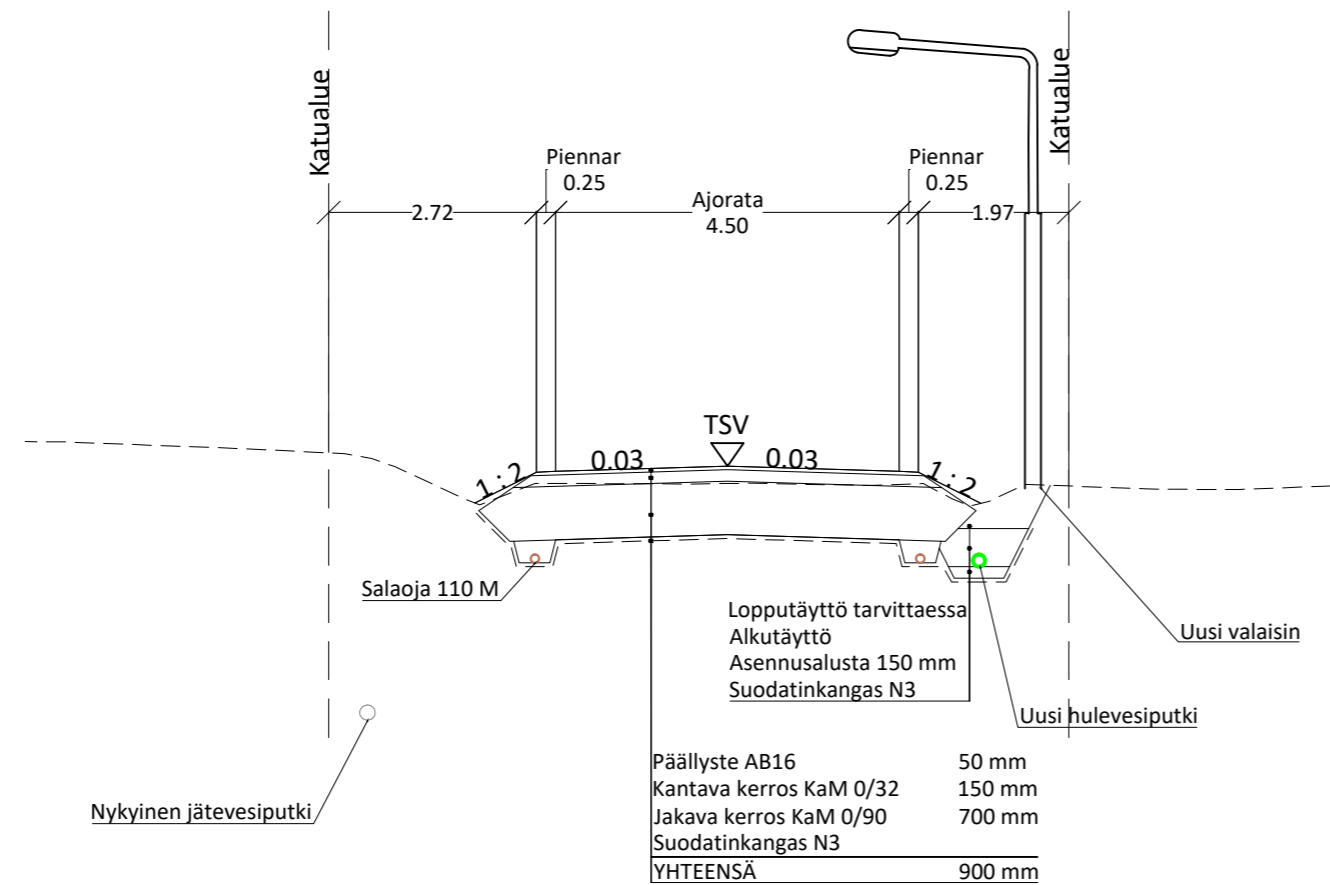 Katualue
Katualue
Piennar
0.25
Piennar
0.25
Ajorata
4.50
2.72
1.97
TSV
1:2
0.03
0.03
1:2
Salaoja 110 M
Lopputäyttö tarvittaessa
Alkutäyttö
Asennusalusta 150 mm
Suodatinkangas N3
Uusi valaisin
Uusi hulevesiputki
Nykyinen jätevesiputki
Päällyste AB16 50 mm
Kantava kerros KaM 0/32 150 mm
Jakava kerros KaM 0/90 700 mm
Suodatinkangas N3
YHTEENSÄ 900 mm